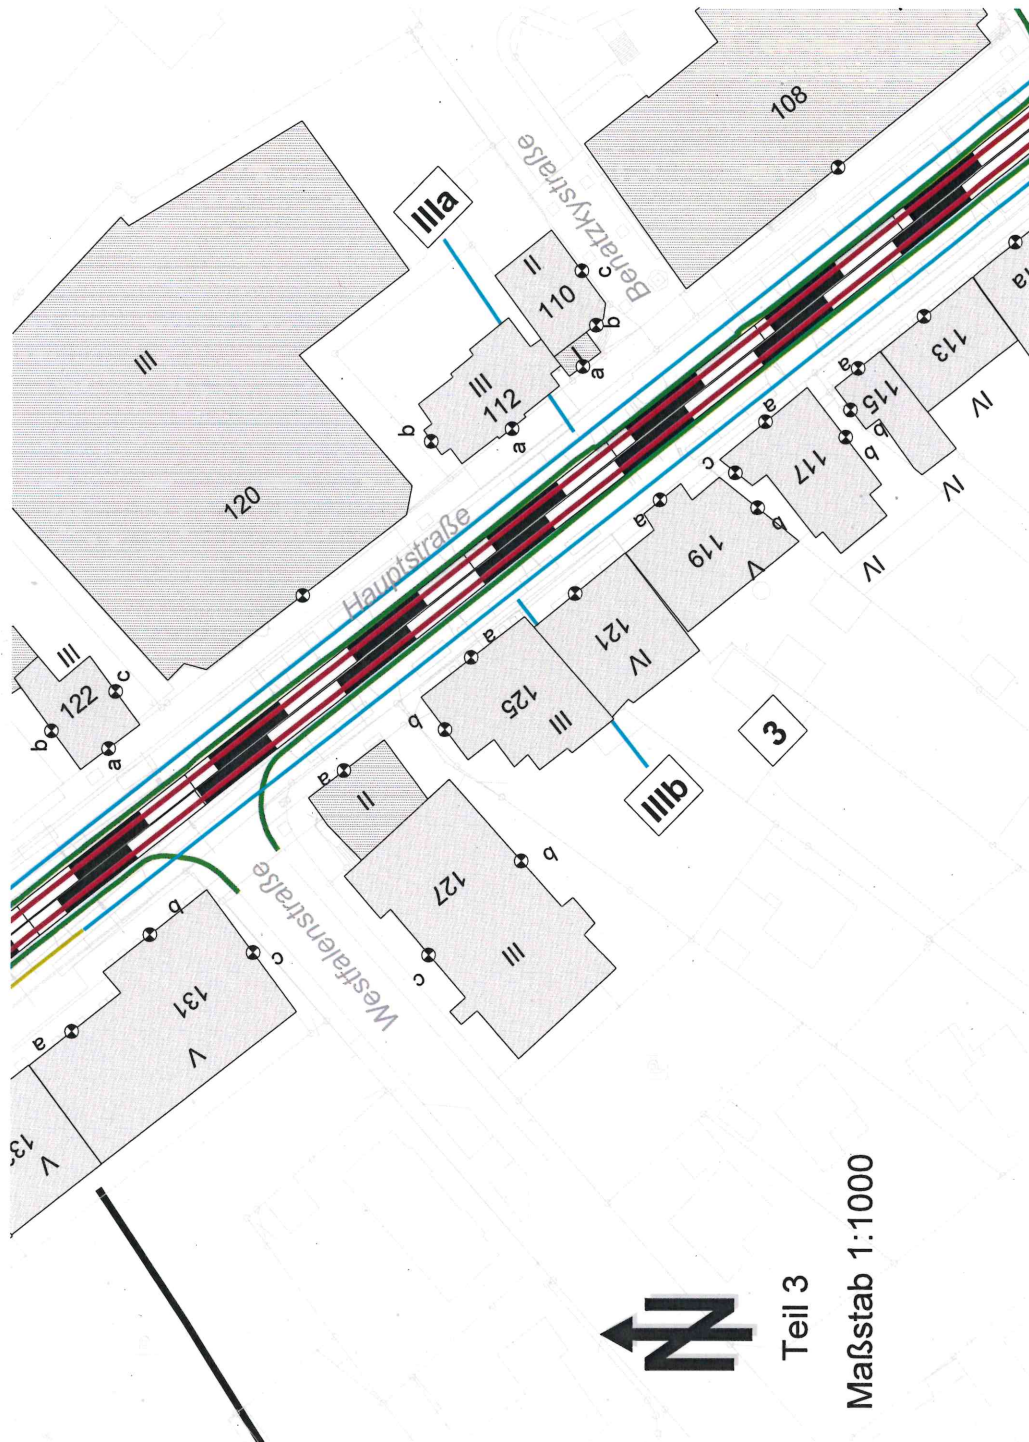 108
Benatzkystraße
IIIa
II
110
c
b
I
a
III
112
b
a
III
120
Hauptstraße
III
122
b
c
a
1a
113
IV
a
115
b
IV
a
117
b
c
IV
a
119
b
V
121
IV
a
125
b
III
IIIb
3
a
II
127
b
c
III
Westfalenstraße
b
131
c
a
V
V
N
Teil 3
Maßstab 1:1000